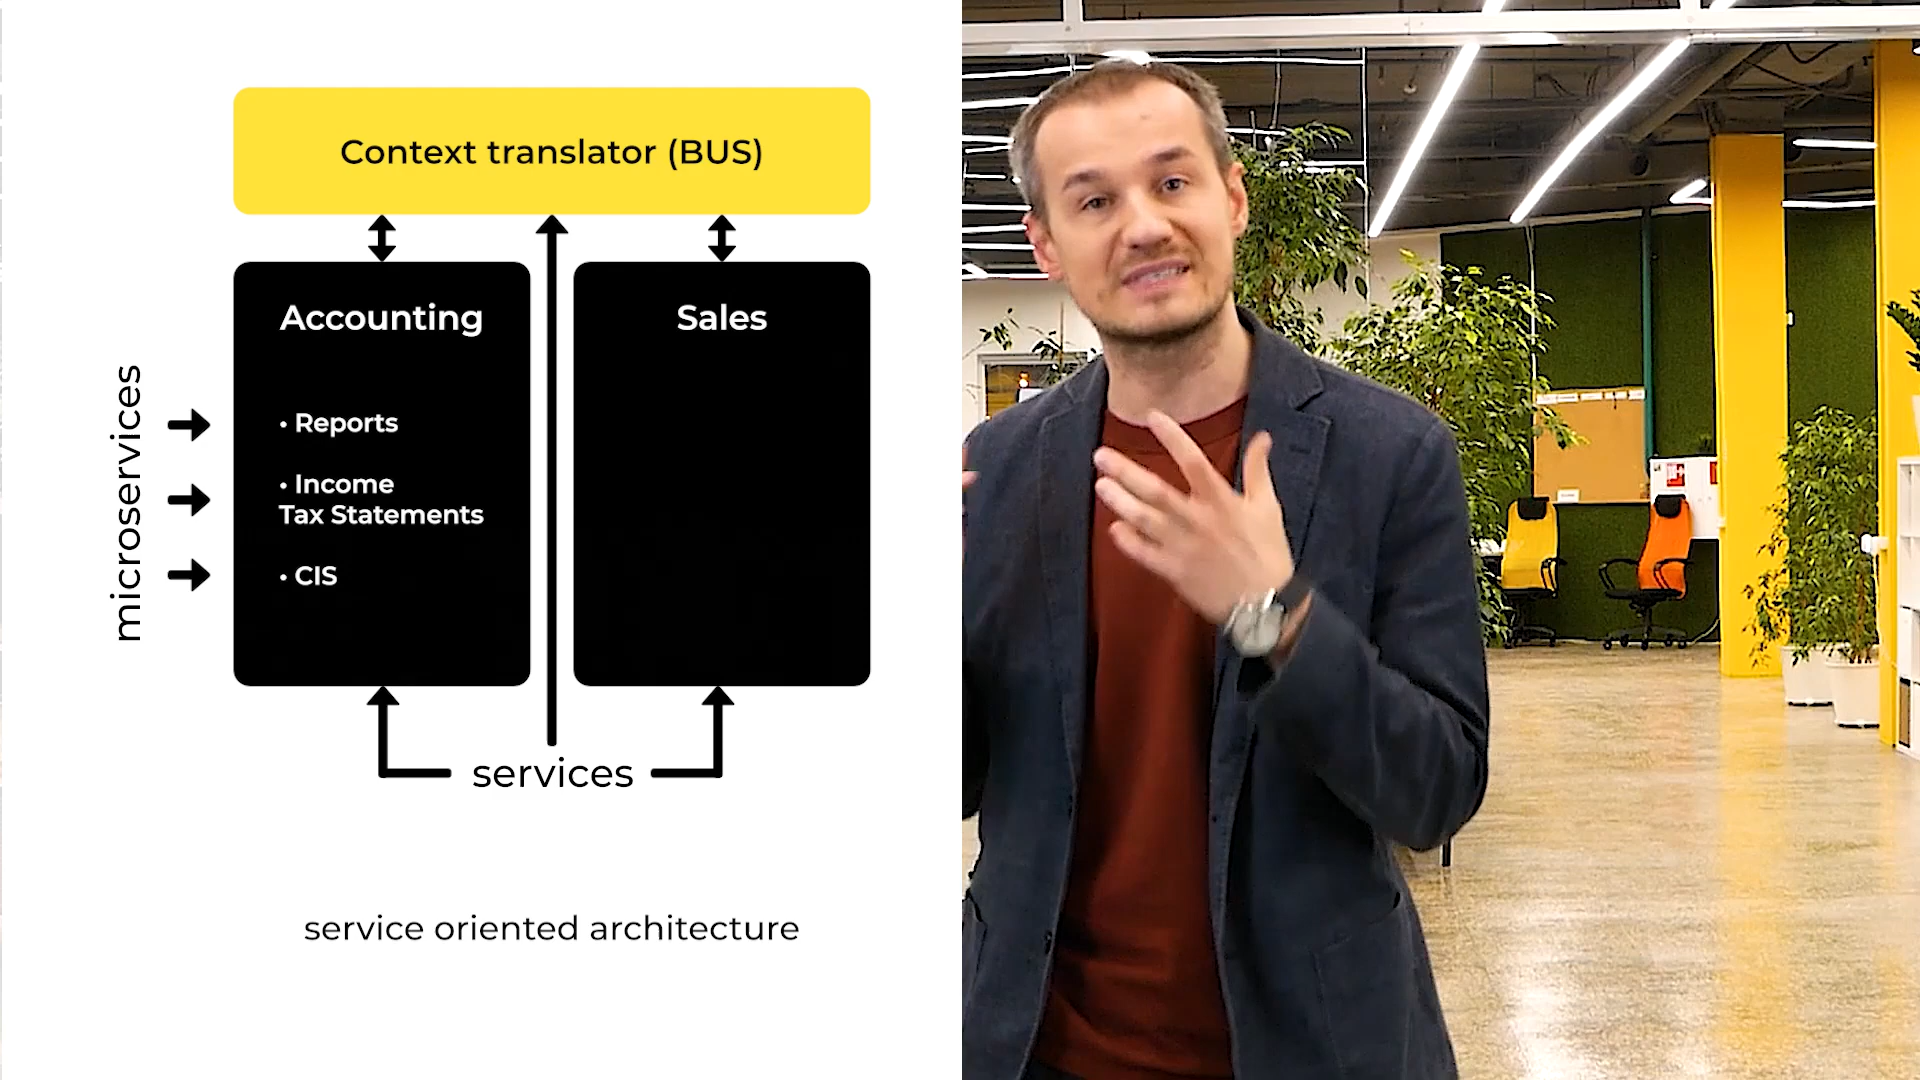 Context translator (BUS)
Accounting
Sales
microservices
• Reports
• Income
Tax Statements
• CIS
services
service oriented architecture